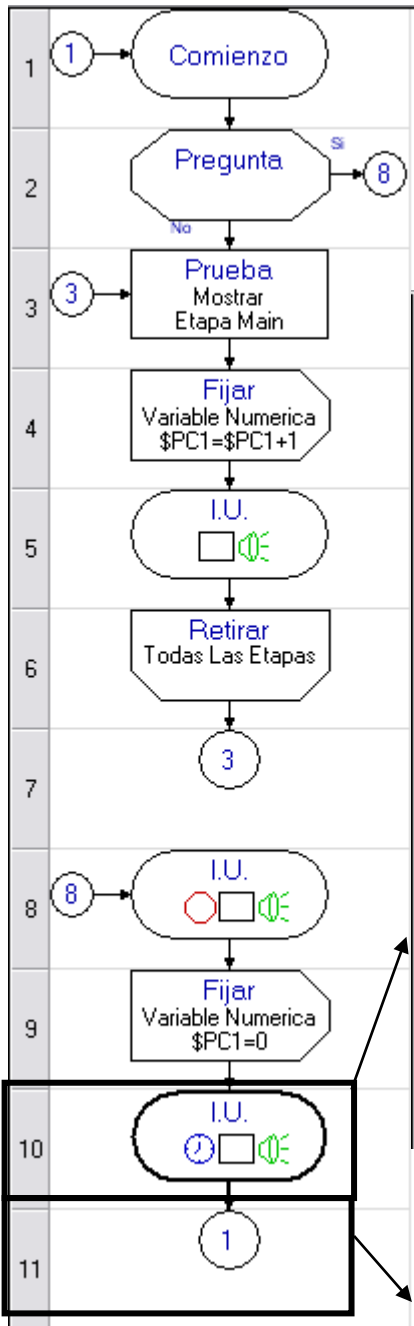 1
1
Comienzo
2
Pregunta
Si
8
No
3
3
Prueba
Mostrar
Etapa Main
4
Fijar
Variable Numerica
$PC1=$PC1+1
5
I.U.
6
Retirar
Todas Las Etapas
7
3
8
8
I.U.
9
Fijar
Variable Numerica
$PC1=0
10
I.U.
11
1